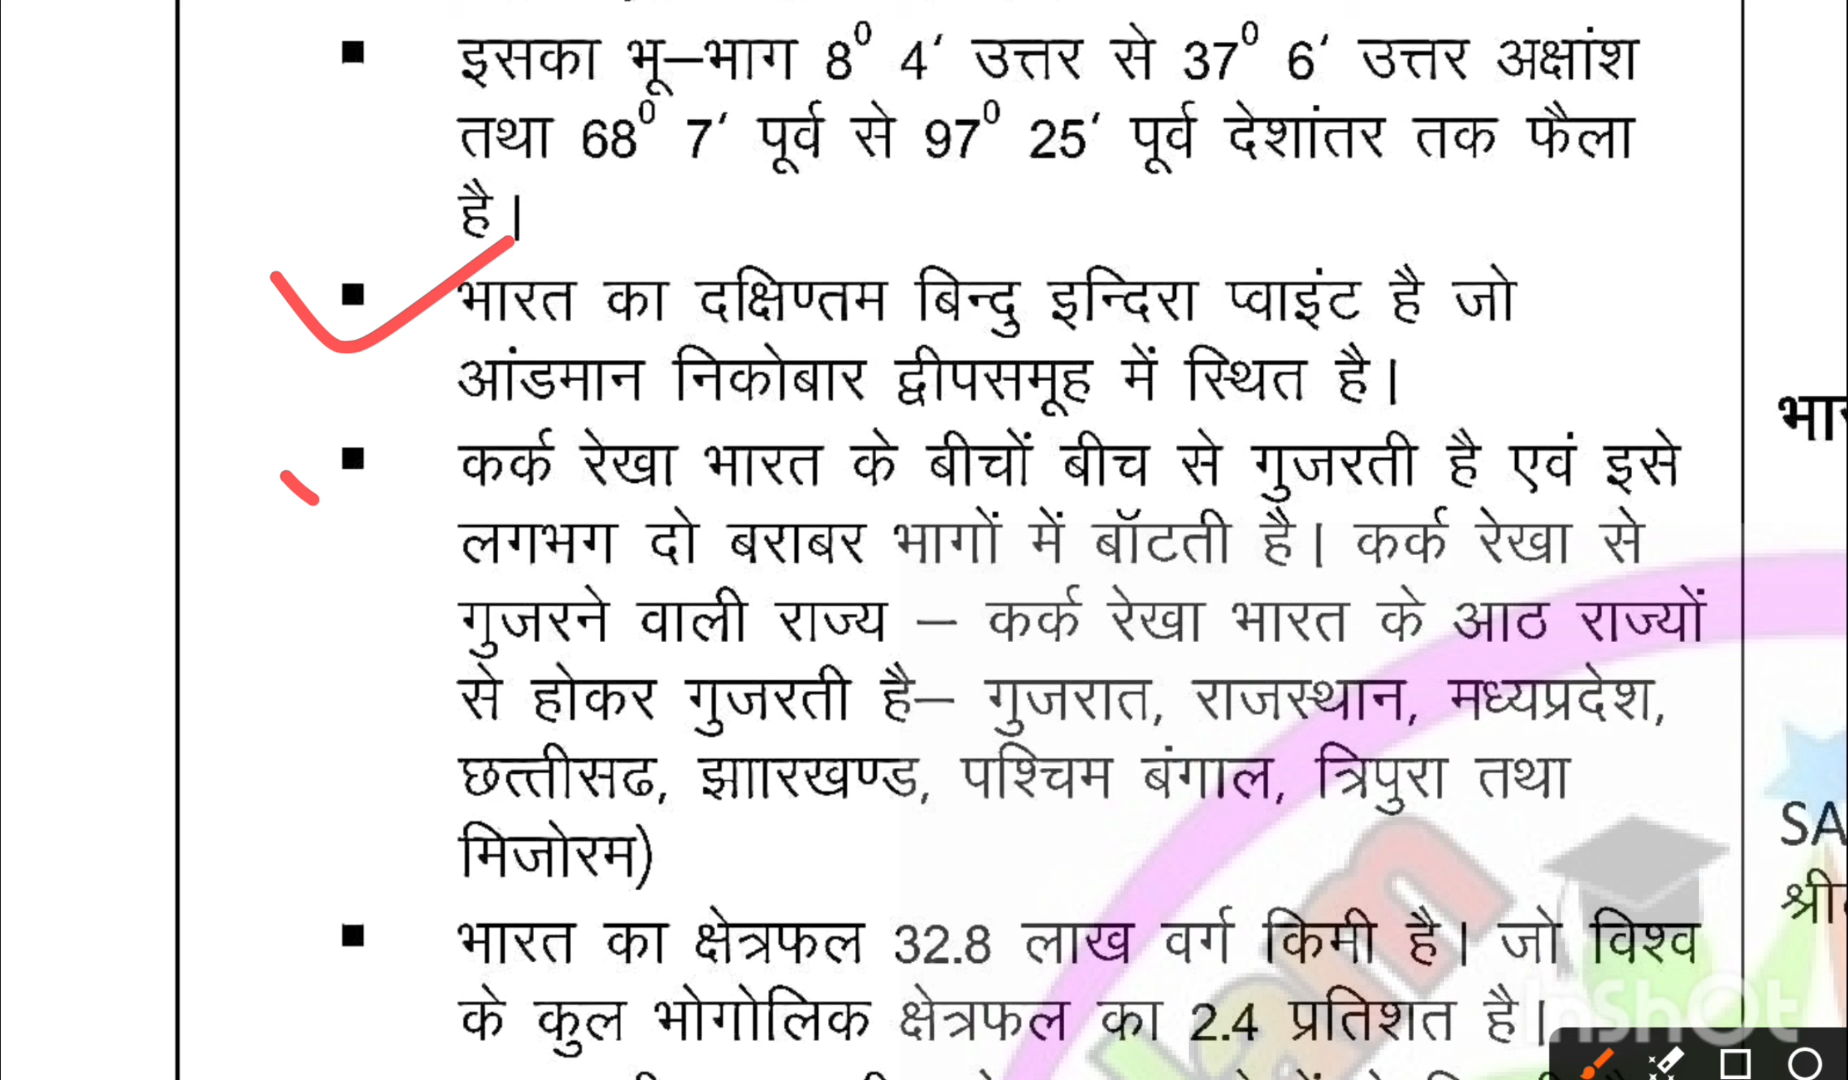 ▪ इसका भू–भाग 8⁰ 4′ उत्तर से 37⁰ 6′ उत्तर अक्षांश
तथा 68⁰ 7′ पूर्व से 97⁰ 25′ पूर्व देशांतर तक फैला
है।
▪ भारत का दक्षिण्तम बिन्दु इन्दिरा प्वाइंट है जो
आंडमान निकोबार द्वीपसमूह में स्थित है।
▪ कर्क रेखा भारत के बीचों बीच से गुजरती है एवं इसे
लगभग दो बराबर भागों में बॉटती है। कर्क रेखा से
गुजरने वाली राज्य – कर्क रेखा भारत के आठ राज्यों
से होकर गुजरती है– गुजरात, राजस्थान, मध्यप्रदेश,
छत्तीसढ, झाारखण्ड, पश्चिम बंगाल, त्रिपुरा तथा
मिजोरम)
▪ भारत का क्षेत्रफल 32.8 लाख वर्ग किमी है। जो विश्व
के कुल भोगोलिक क्षेत्रफल का 2.4 प्रतिशत है।
भा
SA
श्री
InShOt